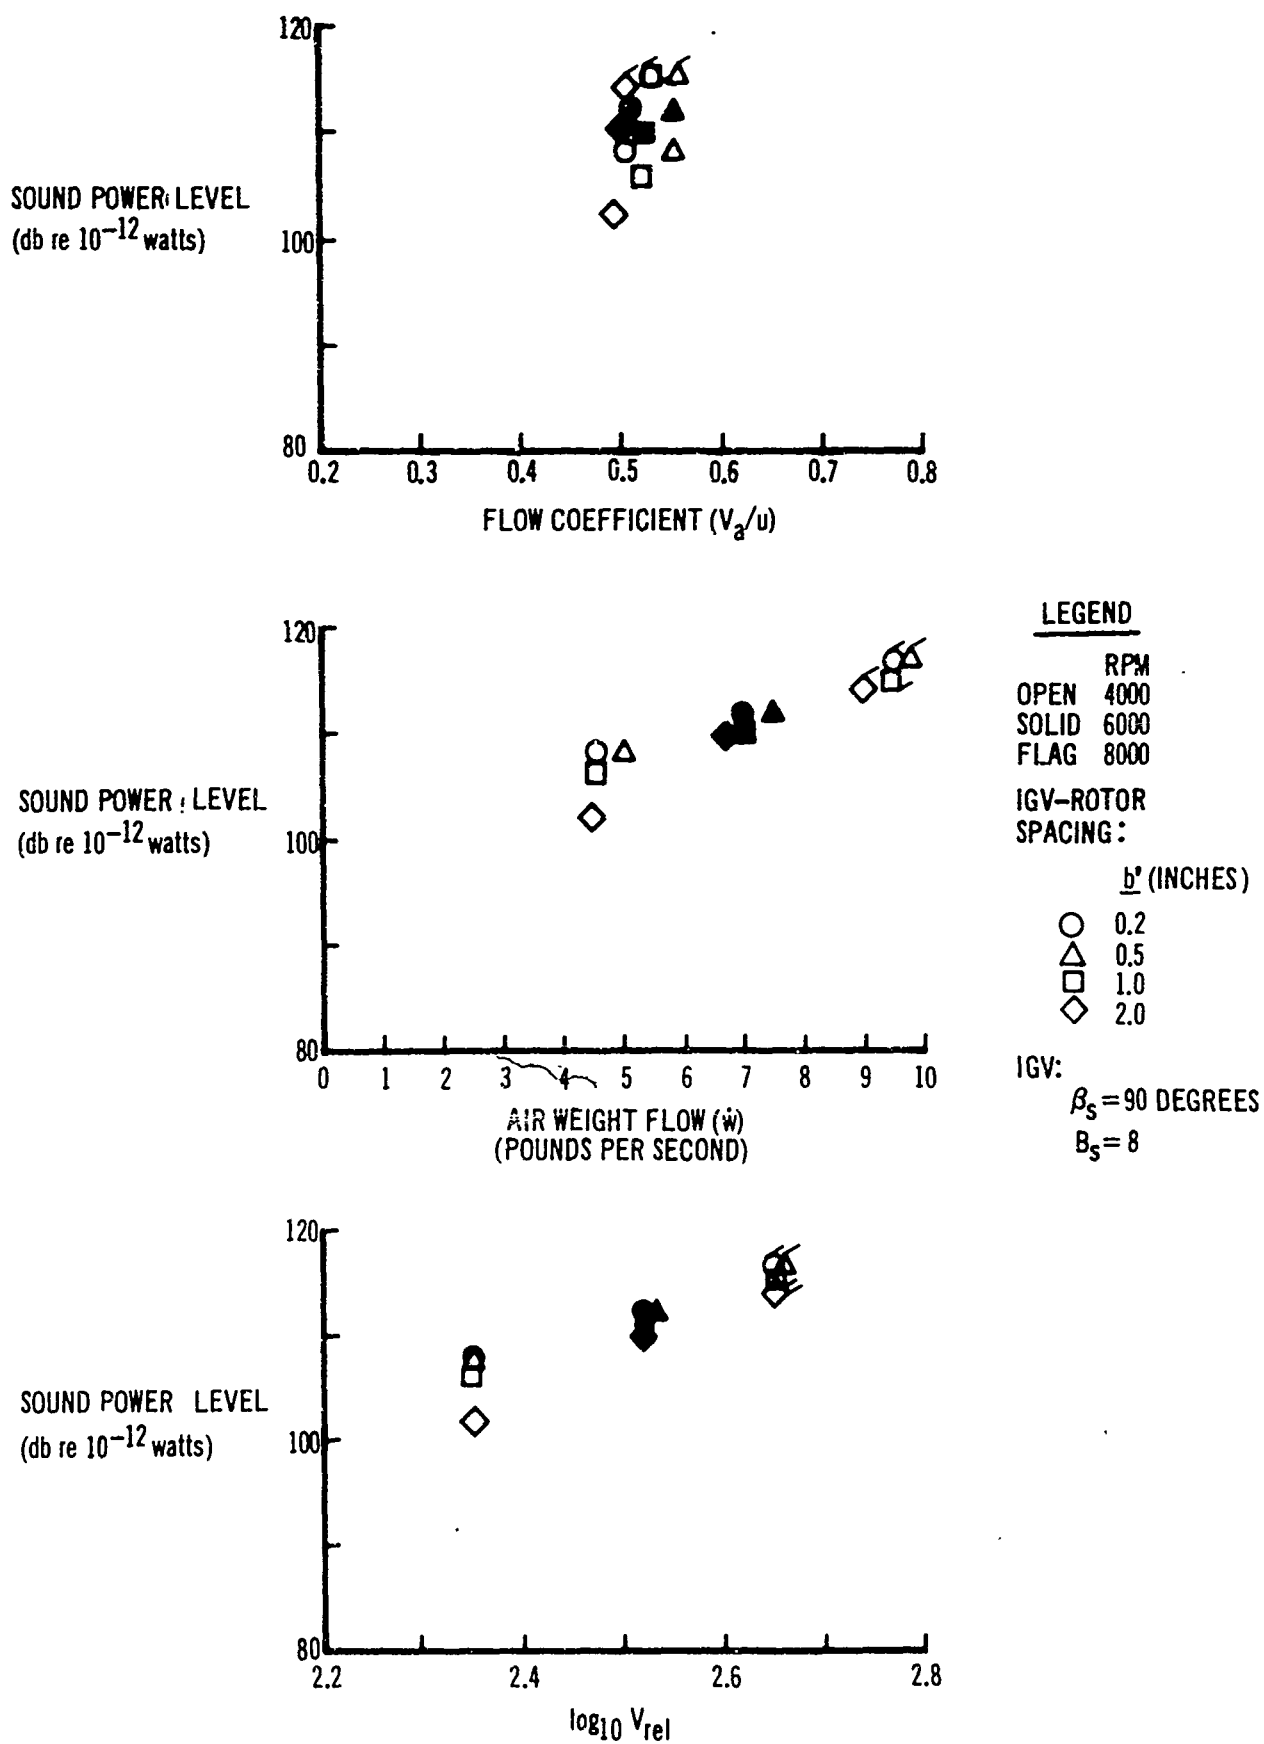 120
SOUND POWER LEVEL
(db re 10⁻¹² watts)
100
80
0.2 0.3 0.4 0.5 0.6 0.7 0.8
FLOW COEFFICIENT (Vₐ/u)
120
SOUND POWER LEVEL
(db re 10⁻¹² watts)
100
80
0 1 2 3 4 5 6 7 8 9 10
AIR WEIGHT FLOW (ẇ)
(POUNDS PER SECOND)
LEGEND
RPM
OPEN 4000
SOLID 6000
FLAG 8000
IGV–ROTOR
SPACING:
b' (INCHES)
0.2
0.5
1.0
2.0
IGV:
βₛ = 90 DEGREES
Bₛ = 8
120
SOUND POWER LEVEL
(db re 10⁻¹² watts)
100
80
2.2 2.4 2.6 2.8
log₁₀ Vrel